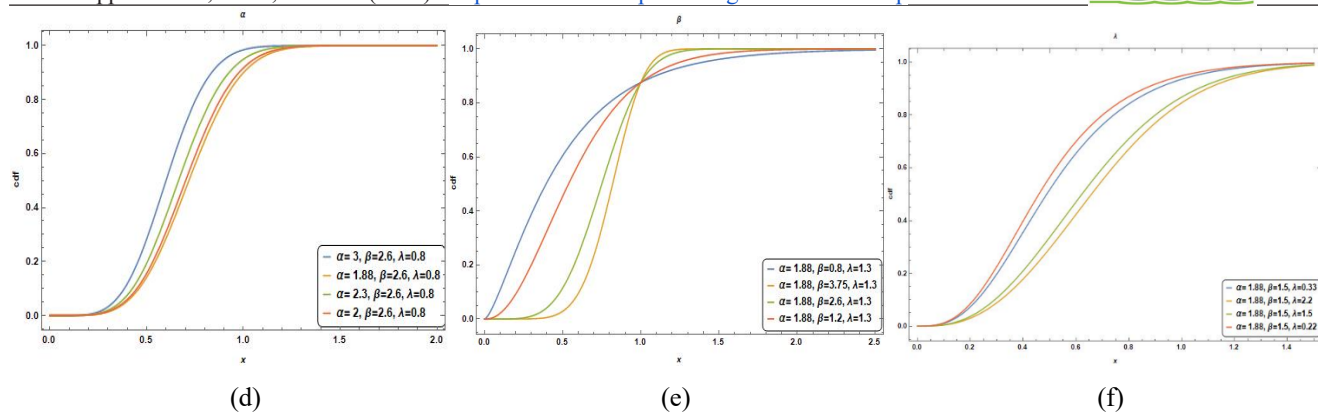 α
1.0
0.8
0.6
0.4
0.2
0.0
cdf
α= 3, β=2.6, λ=0.8
α= 1.88, β=2.6, λ=0.8
α= 2.3, β=2.6, λ=0.8
α= 2, β=2.6, λ=0.8
0.0 0.5 1.0 1.5 2.0
x
(d)
β
1.0
0.8
0.6
0.4
0.2
0.0
cdf
α= 1.88, β=0.8, λ=1.3
α= 1.88, β=3.75, λ=1.3
α= 1.88, β=2.6, λ=1.3
α= 1.88, β=1.2, λ=1.3
0.0 0.5 1.0 1.5 2.0 2.5
x
(e)
λ
1.0
0.8
0.6
0.4
0.2
0.0
cdf
α= 1.88, β=1.5, λ=0.33
α= 1.88, β=1.5, λ=2.2
α= 1.88, β=1.5, λ=1.5
α= 1.88, β=1.5, λ=0.22
0.0 0.2 0.4 0.6 0.8 1.0 1.2 1.4
x
(f)